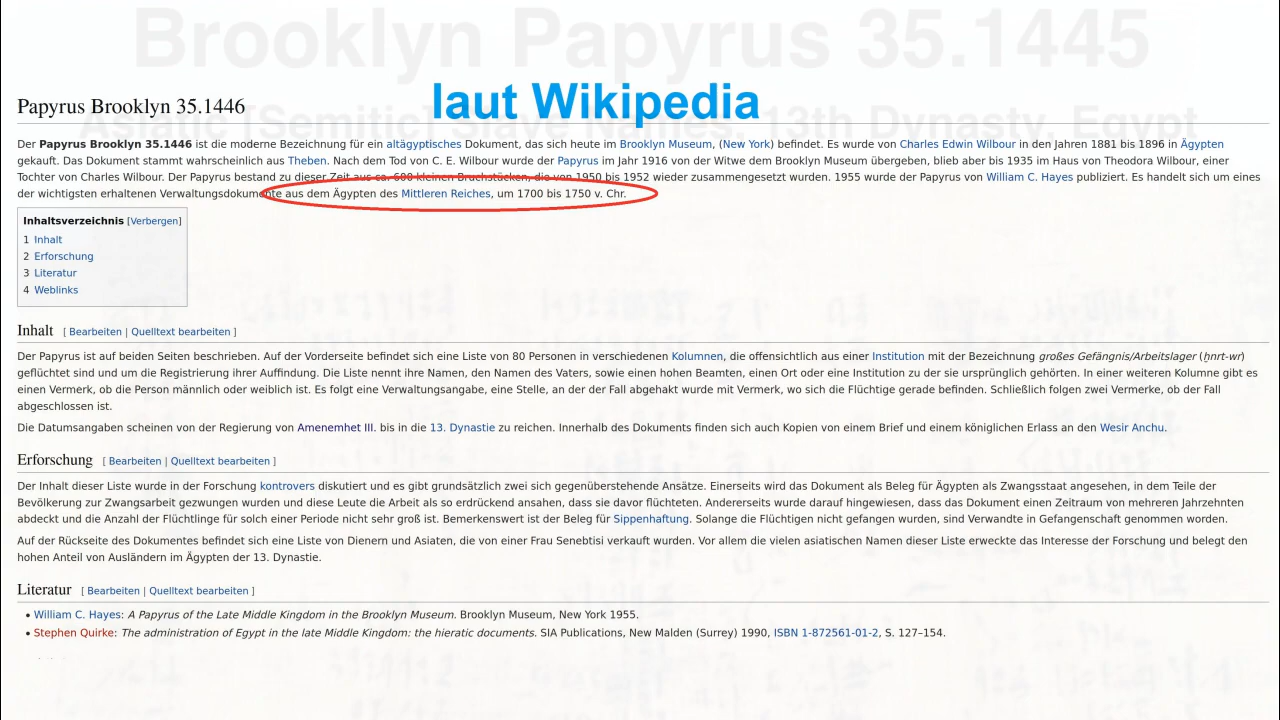 Brooklyn Papyrus 35.1445
laut Wikipedia
Papyrus Brooklyn 35.1446
Asiatic [Semitic] Slave Names, 13th Dynasty, Egypt
Der Papyrus Brooklyn 35.1446 ist die moderne Bezeichnung für ein altägyptisches Dokument, das sich heute im Brooklyn Museum, (New York) befindet. Es wurde von Charles Edwin Wilbour in den Jahren 1881 bis 1896 in Ägypten
gekauft. Das Dokument stammt wahrscheinlich aus Theben. Nach dem Tod von C. E. Wilbour wurde der Papyrus im Jahr 1916 von der Witwe dem Brooklyn Museum übergeben, blieb aber bis 1935 im Haus von Theodora Wilbour, einer
Tochter von Charles Wilbour. Der Papyrus bestand zu dieser Zeit aus ca. 600 kleinen Bruchstücken, die von 1950 bis 1952 wieder zusammengesetzt wurden. 1955 wurde der Papyrus von William C. Hayes publiziert. Es handelt sich um eines
der wichtigsten erhaltenen Verwaltungsdokumente aus dem Ägypten des Mittleren Reiches, um 1700 bis 1750 v. Chr.
Inhaltsverzeichnis [Verbergen]
1 Inhalt
2 Erforschung
3 Literatur
4 Weblinks
Inhalt [ Bearbeiten | Quelltext bearbeiten ]
Der Papyrus ist auf beiden Seiten beschrieben. Auf der Vorderseite befindet sich eine Liste von 80 Personen in verschiedenen Kolumnen, die offensichtlich aus einer Institution mit der Bezeichnung großes Gefängnis/Arbeitslager (ḫnrt-wr)
geflüchtet sind und um die Registrierung ihrer Auffindung. Die Liste nennt ihre Namen, den Namen des Vaters, sowie einen hohen Beamten, einen Ort oder eine Institution zu der sie ursprünglich gehörten. In einer weiteren Kolumne gibt es
einen Vermerk, ob die Person männlich oder weiblich ist. Es folgt eine Verwaltungsangabe, eine Stelle, an der der Fall abgehakt wurde mit Vermerk, wo sich die Flüchtige gerade befinden. Schließlich folgen zwei Vermerke, ob der Fall
abgeschlossen ist.
Die Datumsangaben scheinen von der Regierung von Amenemhet III. bis in die 13. Dynastie zu reichen. Innerhalb des Dokuments finden sich auch Kopien von einem Brief und einem königlichen Erlass an den Wesir Anchu.
Erforschung [ Bearbeiten | Quelltext bearbeiten ]
Der Inhalt dieser Liste wurde in der Forschung kontrovers diskutiert und es gibt grundsätzlich zwei sich gegenüberstehende Ansätze. Einerseits wird das Dokument als Beleg für Ägypten als Zwangsstaat angesehen, in dem Teile der
Bevölkerung zur Zwangsarbeit gezwungen wurden und diese Leute die Arbeit als so erdrückend ansahen, dass sie davor flüchteten. Andererseits wurde darauf hingewiesen, dass das Dokument einen Zeitraum von mehreren Jahrzehnten
abdeckt und die Anzahl der Flüchtlinge für solch einer Periode nicht sehr groß ist. Bemerkenswert ist der Beleg für Sippenhaftung. Solange die Flüchtigen nicht gefangen wurden, sind Verwandte in Gefangenschaft genommen worden.
Auf der Rückseite des Dokumentes befindet sich eine Liste von Dienern und Asiaten, die von einer Frau Senebtisi verkauft wurden. Vor allem die vielen asiatischen Namen dieser Liste erweckte das Interesse der Forschung und belegt den
hohen Anteil von Ausländern im Ägypten der 13. Dynastie.
Literatur [ Bearbeiten | Quelltext bearbeiten ]
• William C. Hayes: A Papyrus of the Late Middle Kingdom in the Brooklyn Museum. Brooklyn Museum, New York 1955.
• Stephen Quirke: The administration of Egypt in the late Middle Kingdom: the hieratic documents. SIA Publications, New Malden (Surrey) 1990, ISBN 1-872561-01-2, S. 127–154.